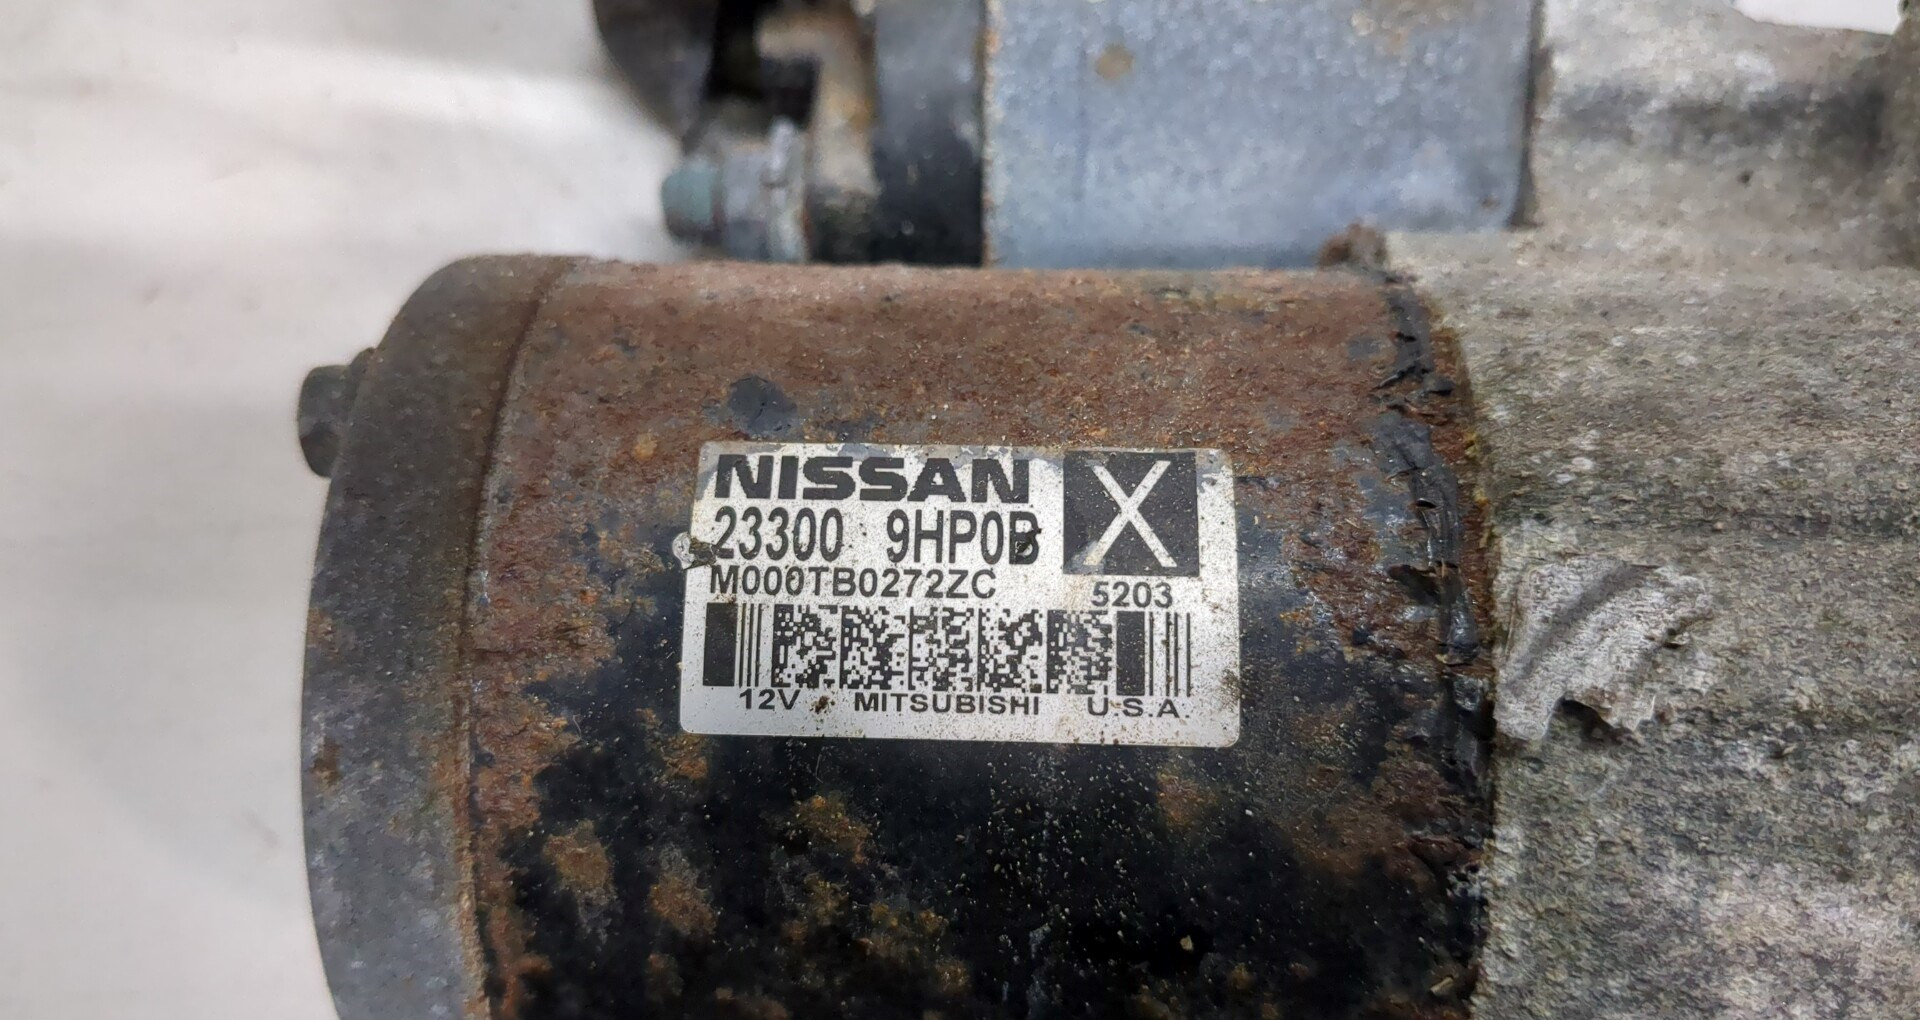 NISSAN X
23300 9HP0B
M000TB0272ZC 5203
12V MITSUBISHI U.S.A.